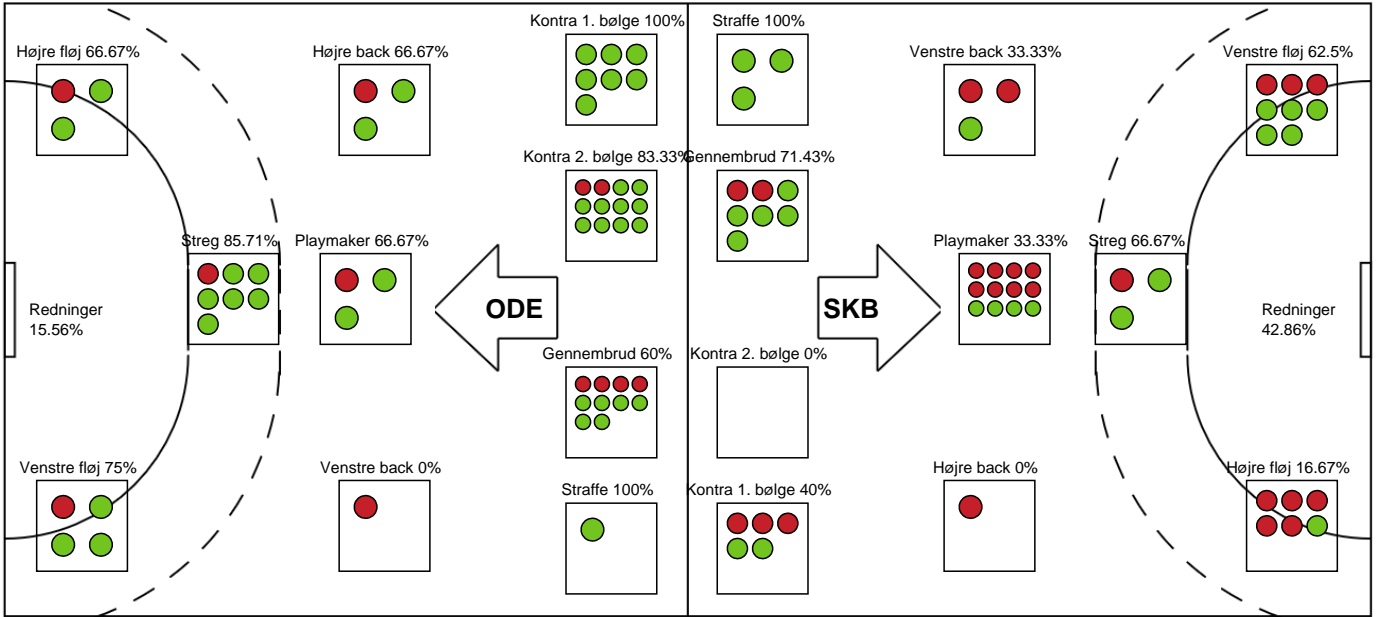 Kontra 1. bølge 100%
Straffe 100%
Højre fløj 66.67%
Højre back 66.67%
Venstre back 33.33%
Venstre fløj 62.5%
Kontra 2. bølge 83.33%
Gennembrud 71.43%
Streg 85.71%
Playmaker 66.67%
Playmaker 33.33%
Streg 66.67%
Redninger
15.56%
ODE
SKB
Redninger
42.86%
Gennembrud 60%
Kontra 2. bølge 0%
Venstre fløj 75%
Venstre back 0%
Højre back 0%
Højre fløj 16.67%
Straffe 100%
Kontra 1. bølge 40%